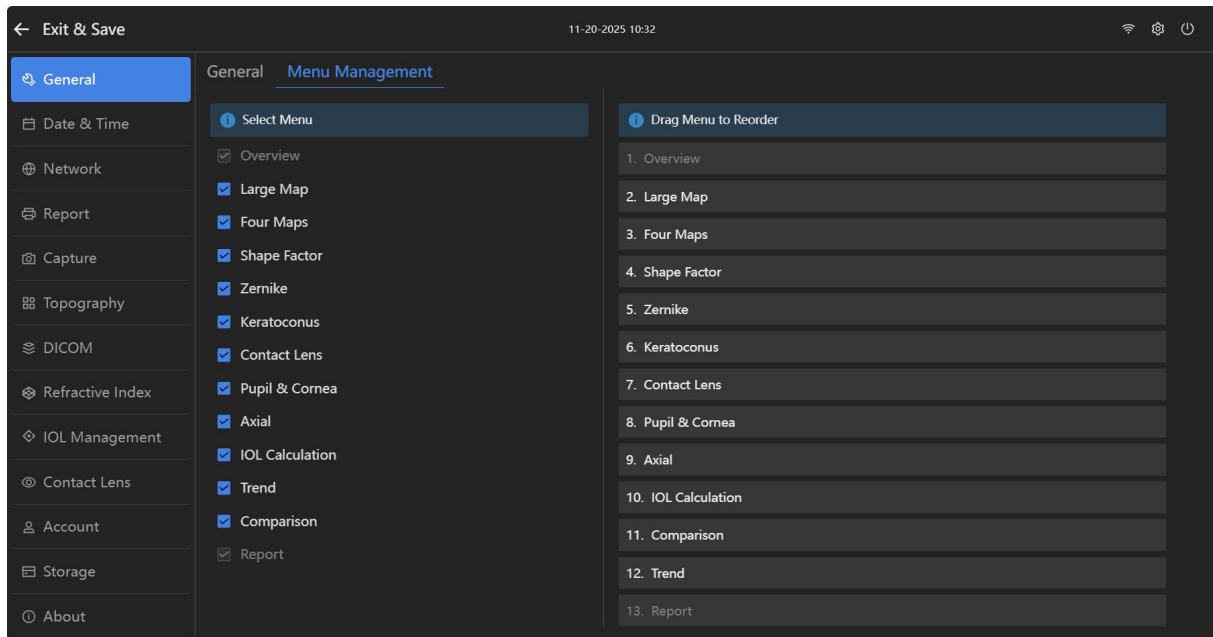 Exit & Save
11-20-2025 10:32
General
Date & Time
Network
Report
Capture
Topography
DICOM
Refractive Index
IOL Management
Contact Lens
Account
Storage
About
General
Menu Management
Select Menu
Overview
Large Map
Four Maps
Shape Factor
Zernike
Keratoconus
Contact Lens
Pupil & Cornea
Axial
IOL Calculation
Trend
Comparison
Report
Drag Menu to Reorder
1. Overview
2. Large Map
3. Four Maps
4. Shape Factor
5. Zernike
6. Keratoconus
7. Contact Lens
8. Pupil & Cornea
9. Axial
10. IOL Calculation
11. Comparison
12. Trend
13. Report